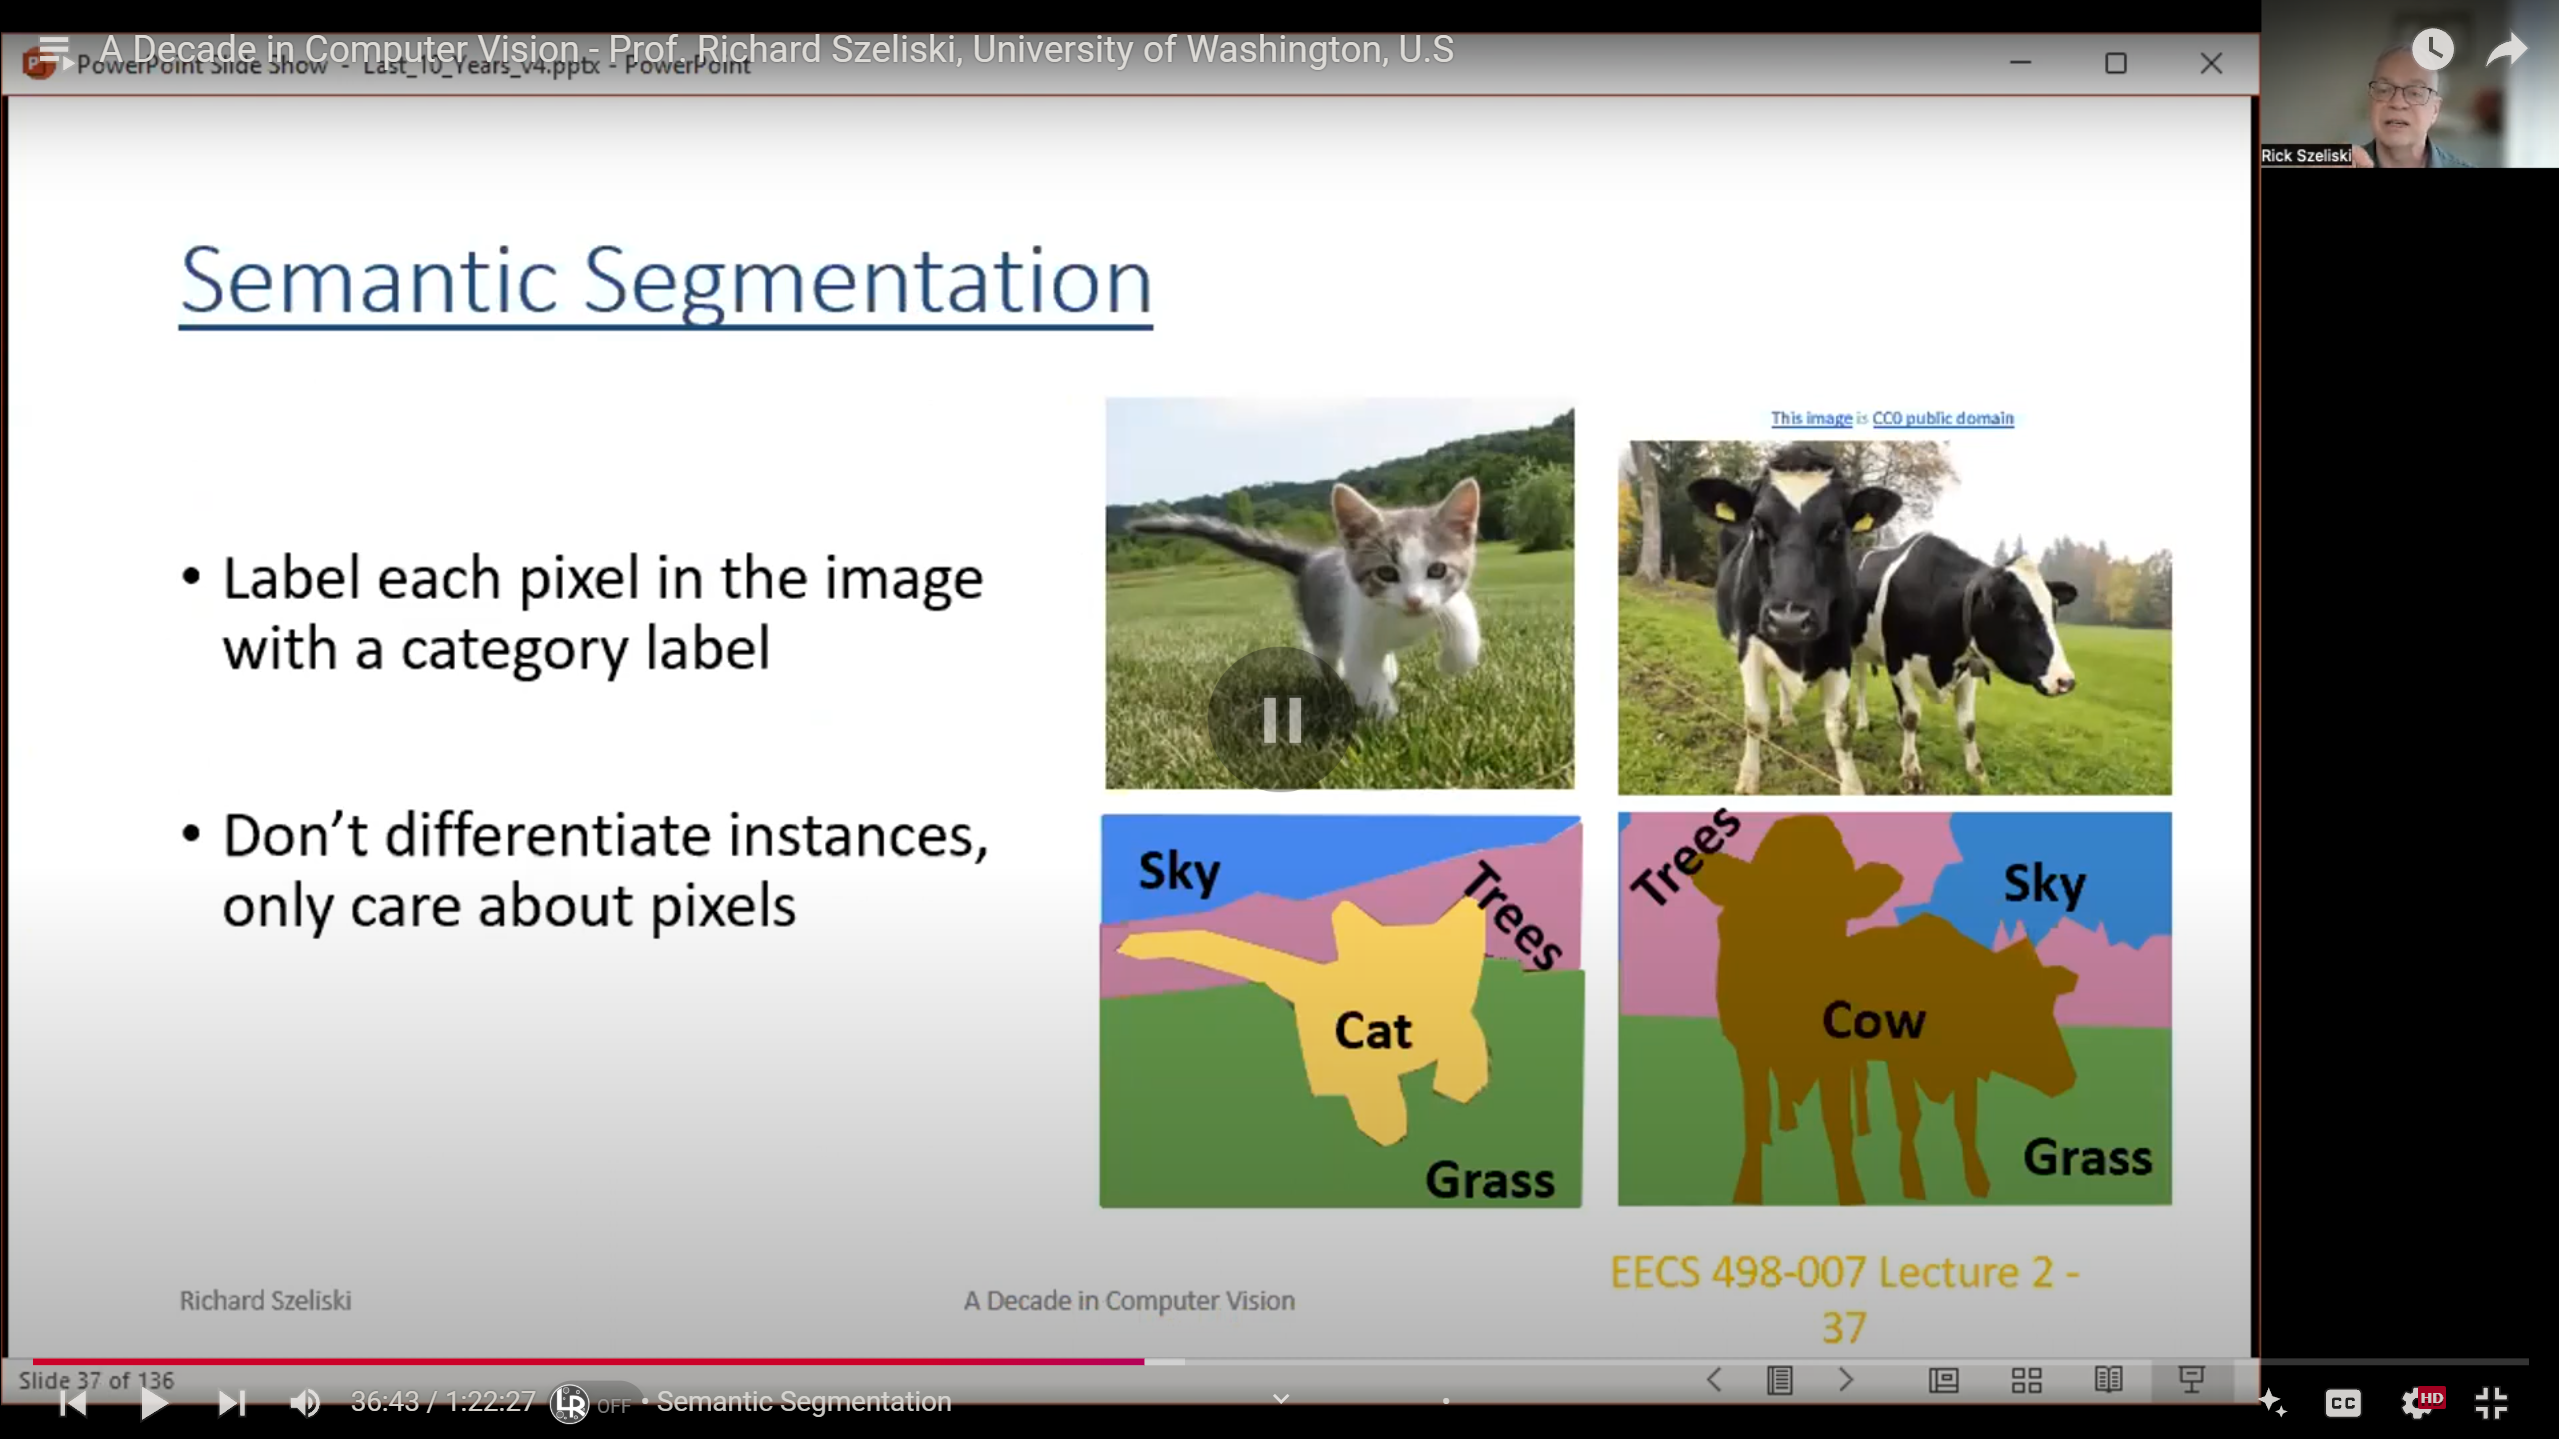 A Decade in Computer Vision - Prof. Richard Szeliski, University of Washington, U.S
PowerPoint Slide Show - Last_10_Years_v4.pptx - PowerPoint
Rick Szeliski
Semantic Segmentation
• Label each pixel in the image
with a category label
• Don't differentiate instances,
only care about pixels
This image is CC0 public domain
Sky
Trees
Cat
Grass
Trees
Sky
Cow
Grass
Richard Szeliski
A Decade in Computer Vision
EECS 498-007 Lecture 2 -
37
Slide 37 of 136
36:43 / 1:22:27
LR
OFF
• Semantic Segmentation
CC
HD